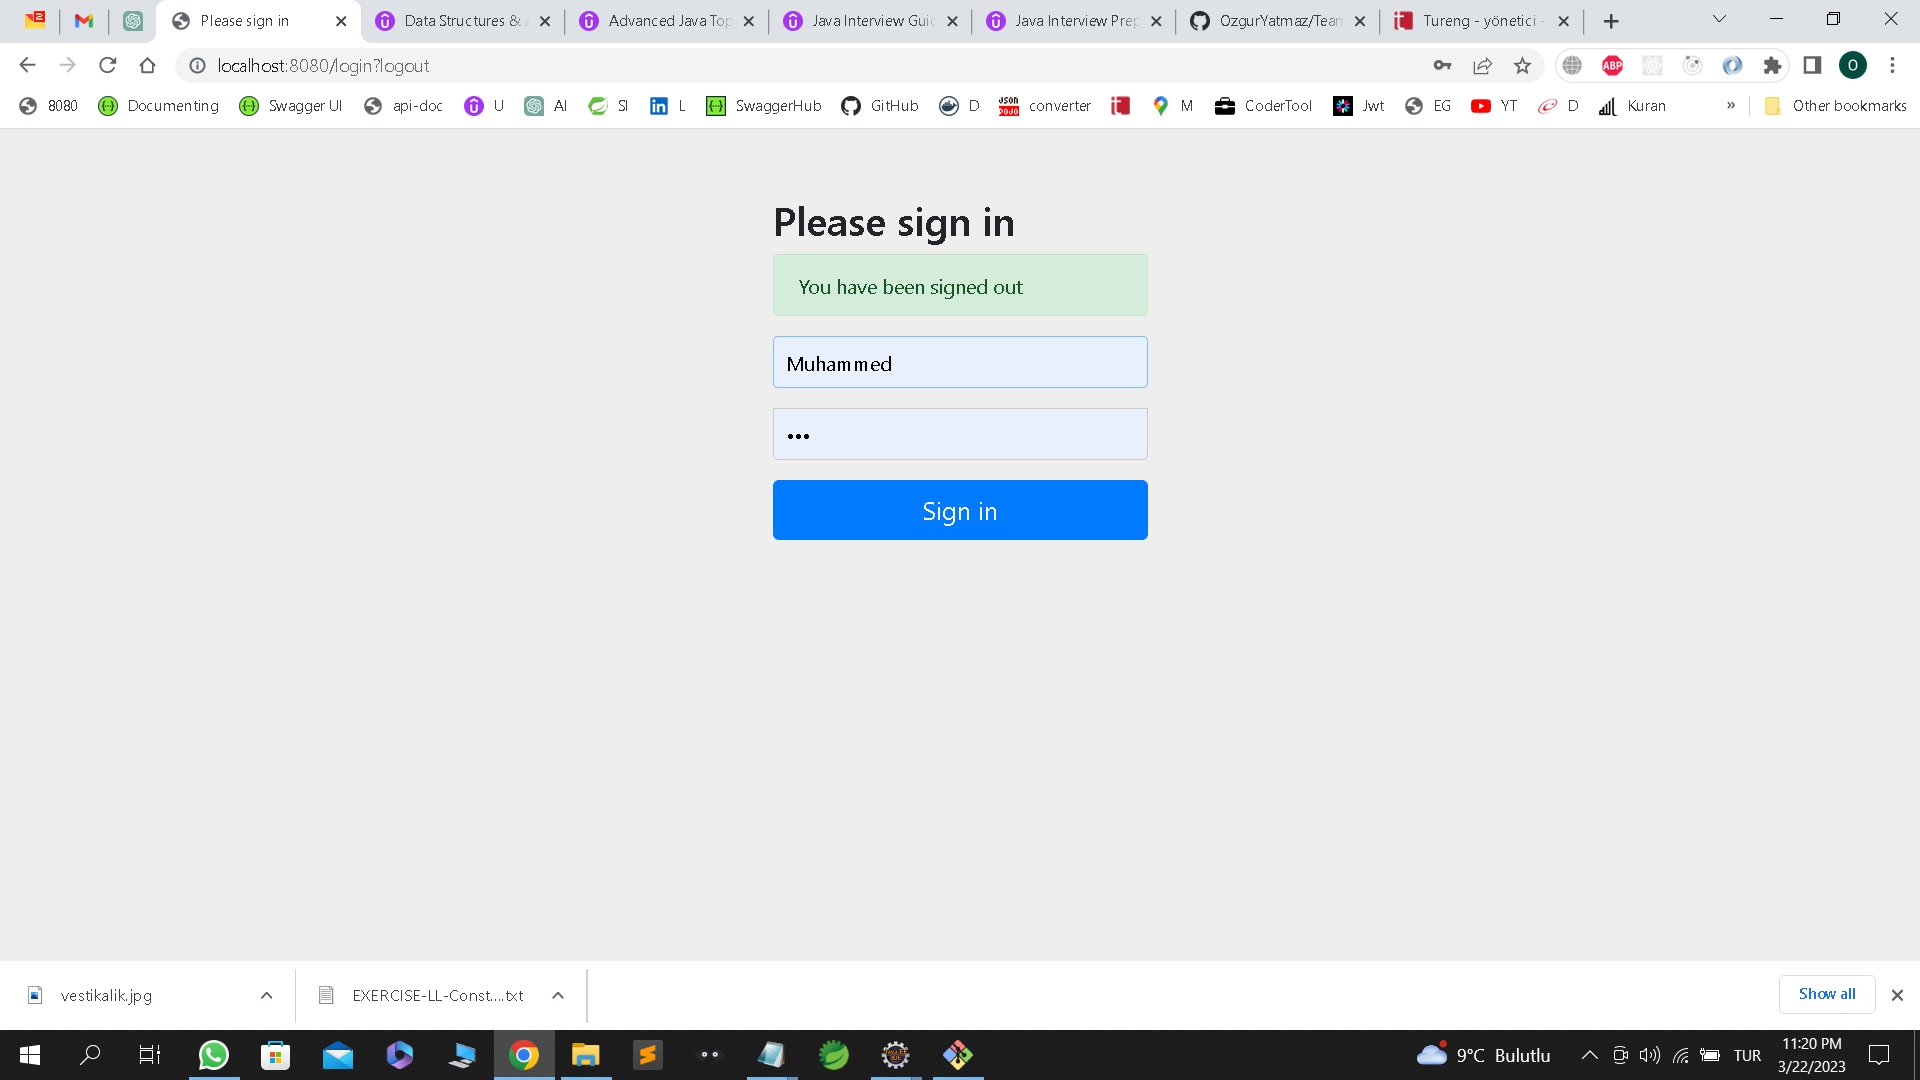 Please sign in
Data Structures &
Advanced Java Top
Java Interview Guid
Java Interview Prep
OzgurYatmaz/Team
Tureng - yönetici -
localhost:8080/login?logout
ABP
O
8080 Documenting Swagger UI api-doc U AI SI L SwaggerHub GitHub D converter M CoderTool Jwt EG YT D Kuran » Other bookmarks
Please sign in
You have been signed out
Muhammed
•••
Sign in
vestikalik.jpg
EXERCISE-LL-Const....txt
Show all
9°C Bulutlu
TUR
11:20 PM
3/22/2023